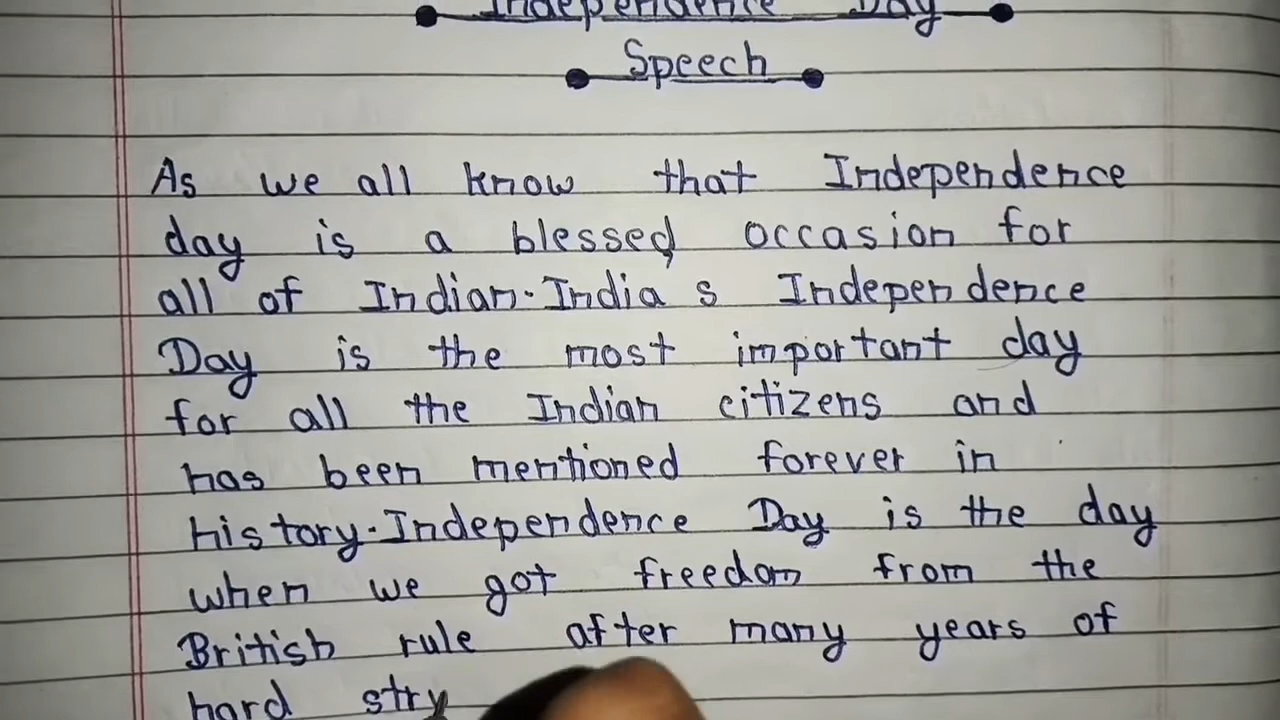 Independence Day
Speech
As we all know that Independence
day is a blessed occasion for
all of Indian. India s Independence
Day is the most important day
for all the Indian citizens and
has been mentioned forever in
history. Independence Day is the day
when we got freedom from the
British rule after many years of
hard stru